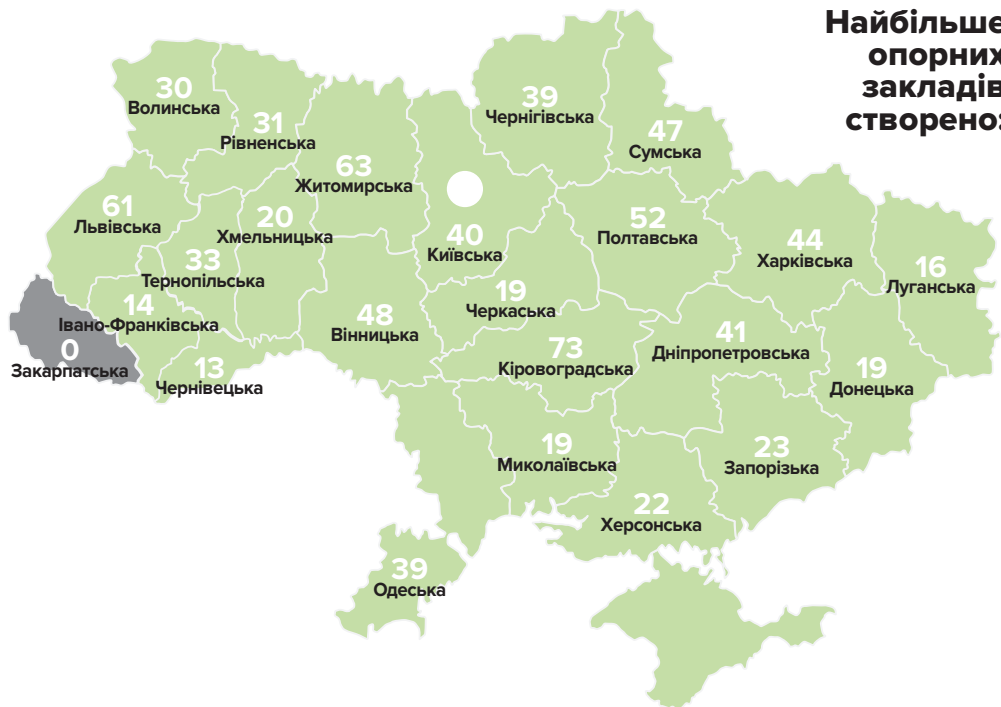 Найбільше
опорних
закладів
створено:
30
Волинська
31
Рівненська
63
Житомирська
39
Чернігівська
47
Сумська
61
Львівська
20
Хмельницька
33
Тернопільська
40
Київська
52
Полтавська
44
Харківська
16
Луганська
14
Івано-Франківська
0
Закарпатська
13
Чернівецька
48
Вінницька
19
Черкаська
73
Кіровоградська
41
Дніпропетровська
19
Донецька
19
Миколаївська
23
Запорізька
22
Херсонська
39
Одеська